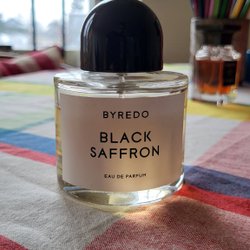 BYREDO
BLACK
SAFFRON
EAU DE PARFUM